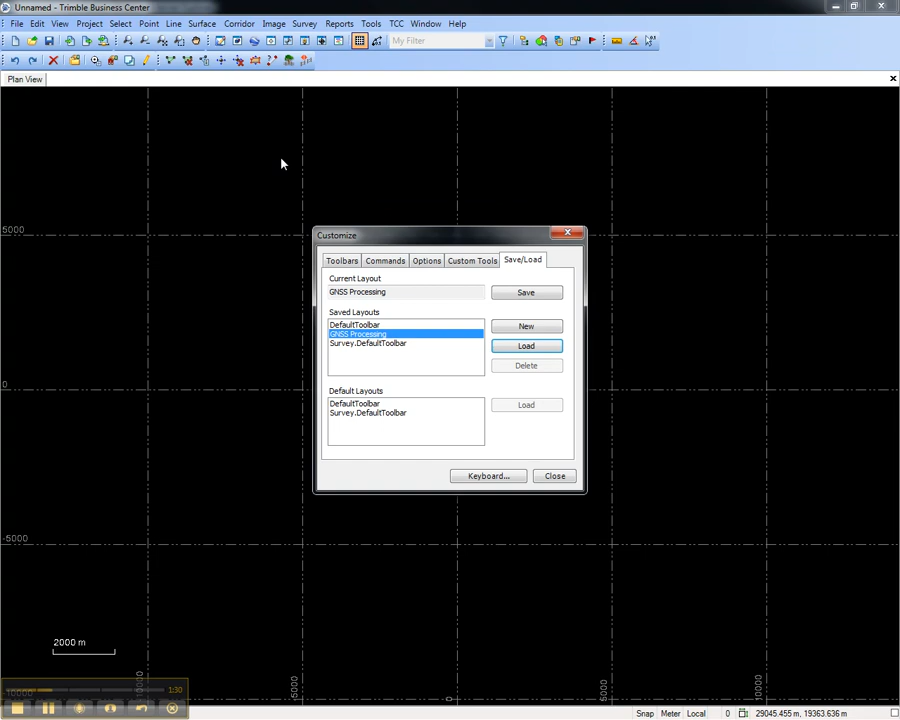 Unnamed - Trimble Business Center
File Edit View Project Select Point Line Surface Corridor Image Survey Reports Tools TCC Window Help
My Filter
Plan View
5000
Customize
Toolbars Commands Options Custom Tools Save/Load
Current Layout
GNSS Processing Save
Saved Layouts
DefaultToolbar New
GNSS Processing
Survey.DefaultToolbar Load
Delete
0
Default Layouts
DefaultToolbar Load
Survey.DefaultToolbar
Keyboard... Close
-5000
2000 m
-10000 1:30
5000 0 5000 10000
Snap Meter Local 0 29045.455 m, 19363.636 m